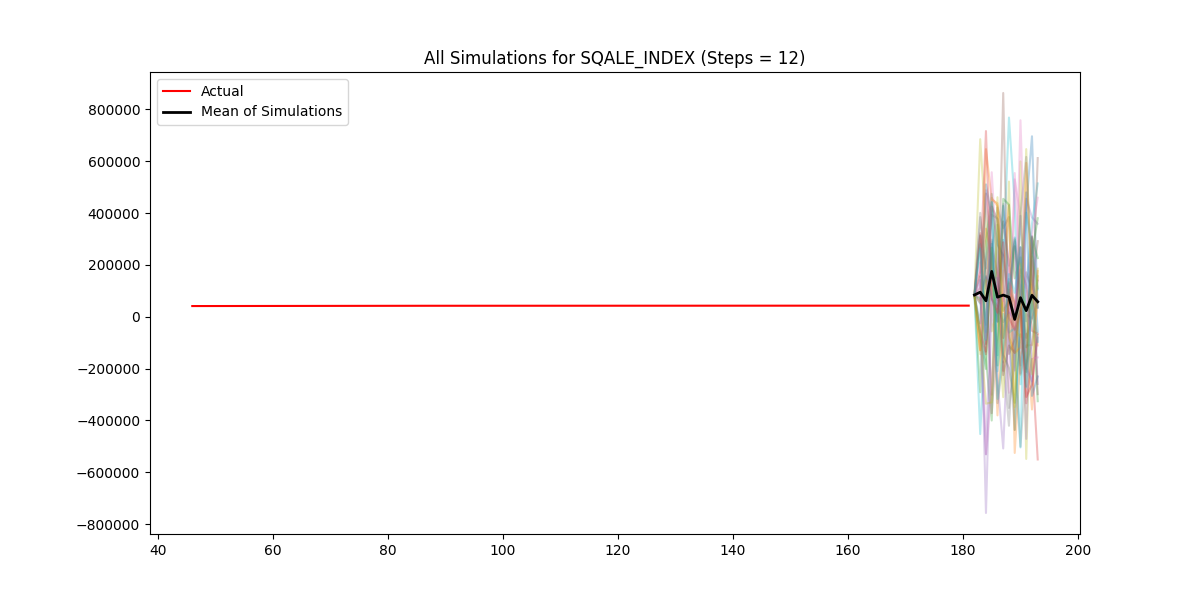 All Simulations for SQALE_INDEX (Steps = 12)
Actual
Mean of Simulations
800000
600000
400000
200000
0
−200000
−400000
−600000
−800000
40 60 80 100 120 140 160 180 200